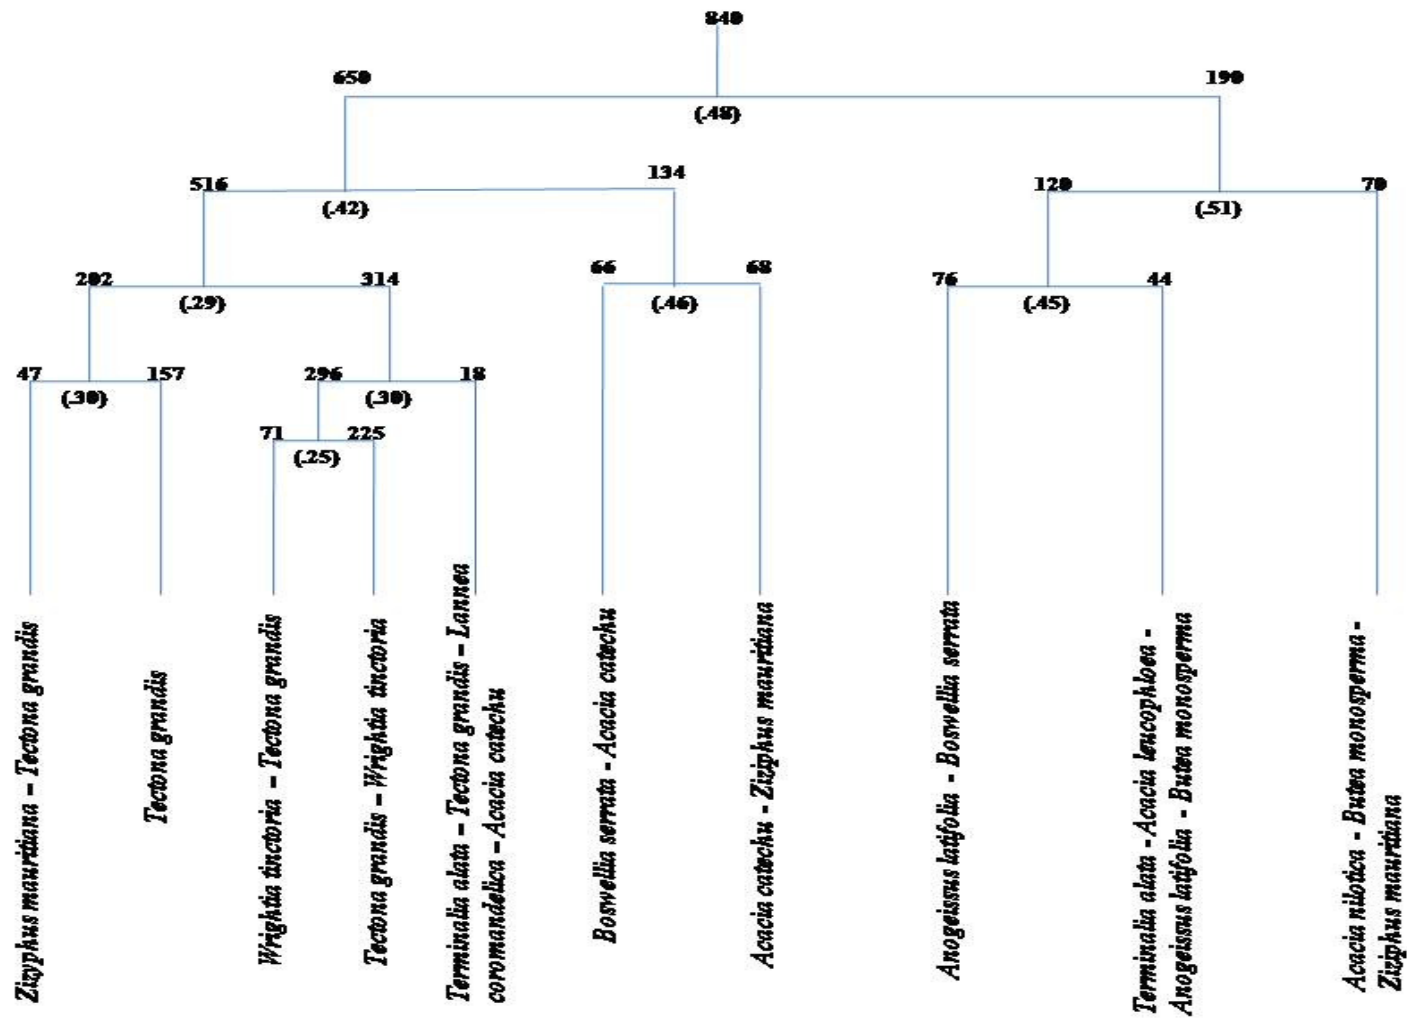 840
650
190
(.48)
516
134
120
70
(.42)
(.51)
202
314
66
68
76
44
(.29)
(.46)
(.45)
47
157
296
18
(.30)
(.30)
71
225
(.25)
Zizyphus mauritiana – Tectona grandis
Tectona grandis
Wrightia tinctoria – Tectona grandis
Tectona grandis – Wrightia tinctoria
Terminalia alata – Tectona grandis – Lannea
coromandelica – Acacia catechu
Boswellia serrata - Acacia catechu
Acacia catechu - Ziziphus mauritiana
Anogeissus latifolia - Boswellia serrata
Terminalia alata - Acacia leucophloea -
Anogeissus latifolia - Butea monosperma
Acacia nilotica - Butea monosperma -
Ziziphus mauritiana